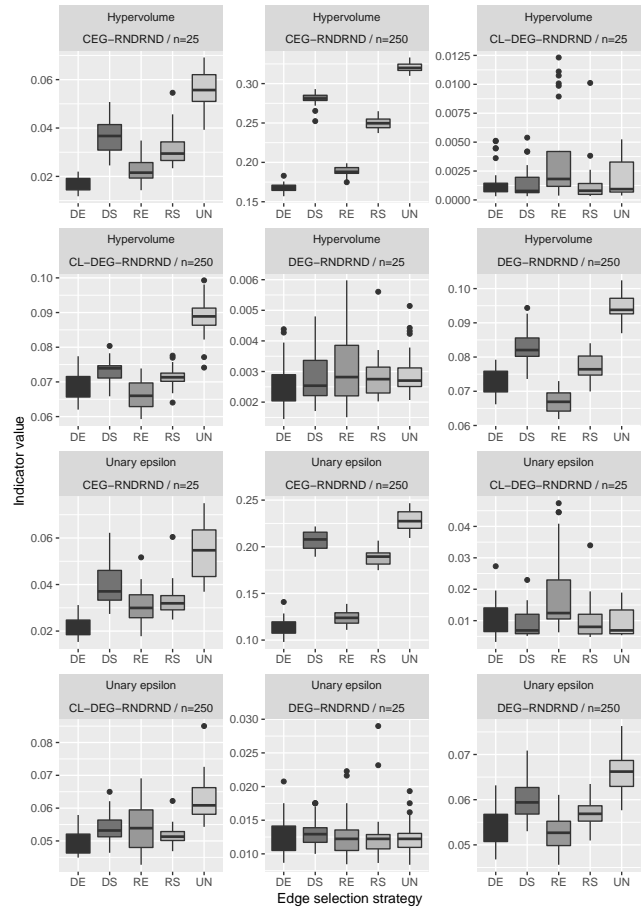 Hypervolume
CEG−RNDRND / n=25
Hypervolume
CEG−RNDRND / n=250
Hypervolume
CL−DEG−RNDRND / n=25
0.06
0.04
0.02
DE DS RE RS UN
0.30
0.25
0.20
0.15
DE DS RE RS UN
0.0125
0.0100
0.0075
0.0050
0.0025
0.0000
DE DS RE RS UN
Hypervolume
CL−DEG−RNDRND / n=250
Hypervolume
DEG−RNDRND / n=25
Hypervolume
DEG−RNDRND / n=250
0.10
0.09
0.08
0.07
0.06
DE DS RE RS UN
0.006
0.005
0.004
0.003
0.002
DE DS RE RS UN
0.10
0.09
0.08
0.07
0.06
DE DS RE RS UN
Indicator value
Unary epsilon
CEG−RNDRND / n=25
Unary epsilon
CEG−RNDRND / n=250
Unary epsilon
CL−DEG−RNDRND / n=25
0.06
0.04
0.02
DE DS RE RS UN
0.25
0.20
0.15
0.10
DE DS RE RS UN
0.04
0.03
0.02
0.01
DE DS RE RS UN
Unary epsilon
CL−DEG−RNDRND / n=250
Unary epsilon
DEG−RNDRND / n=25
Unary epsilon
DEG−RNDRND / n=250
0.08
0.07
0.06
0.05
DE DS RE RS UN
0.030
0.025
0.020
0.015
0.010
DE DS RE RS UN
0.07
0.06
0.05
DE DS RE RS UN
Edge selection strategy